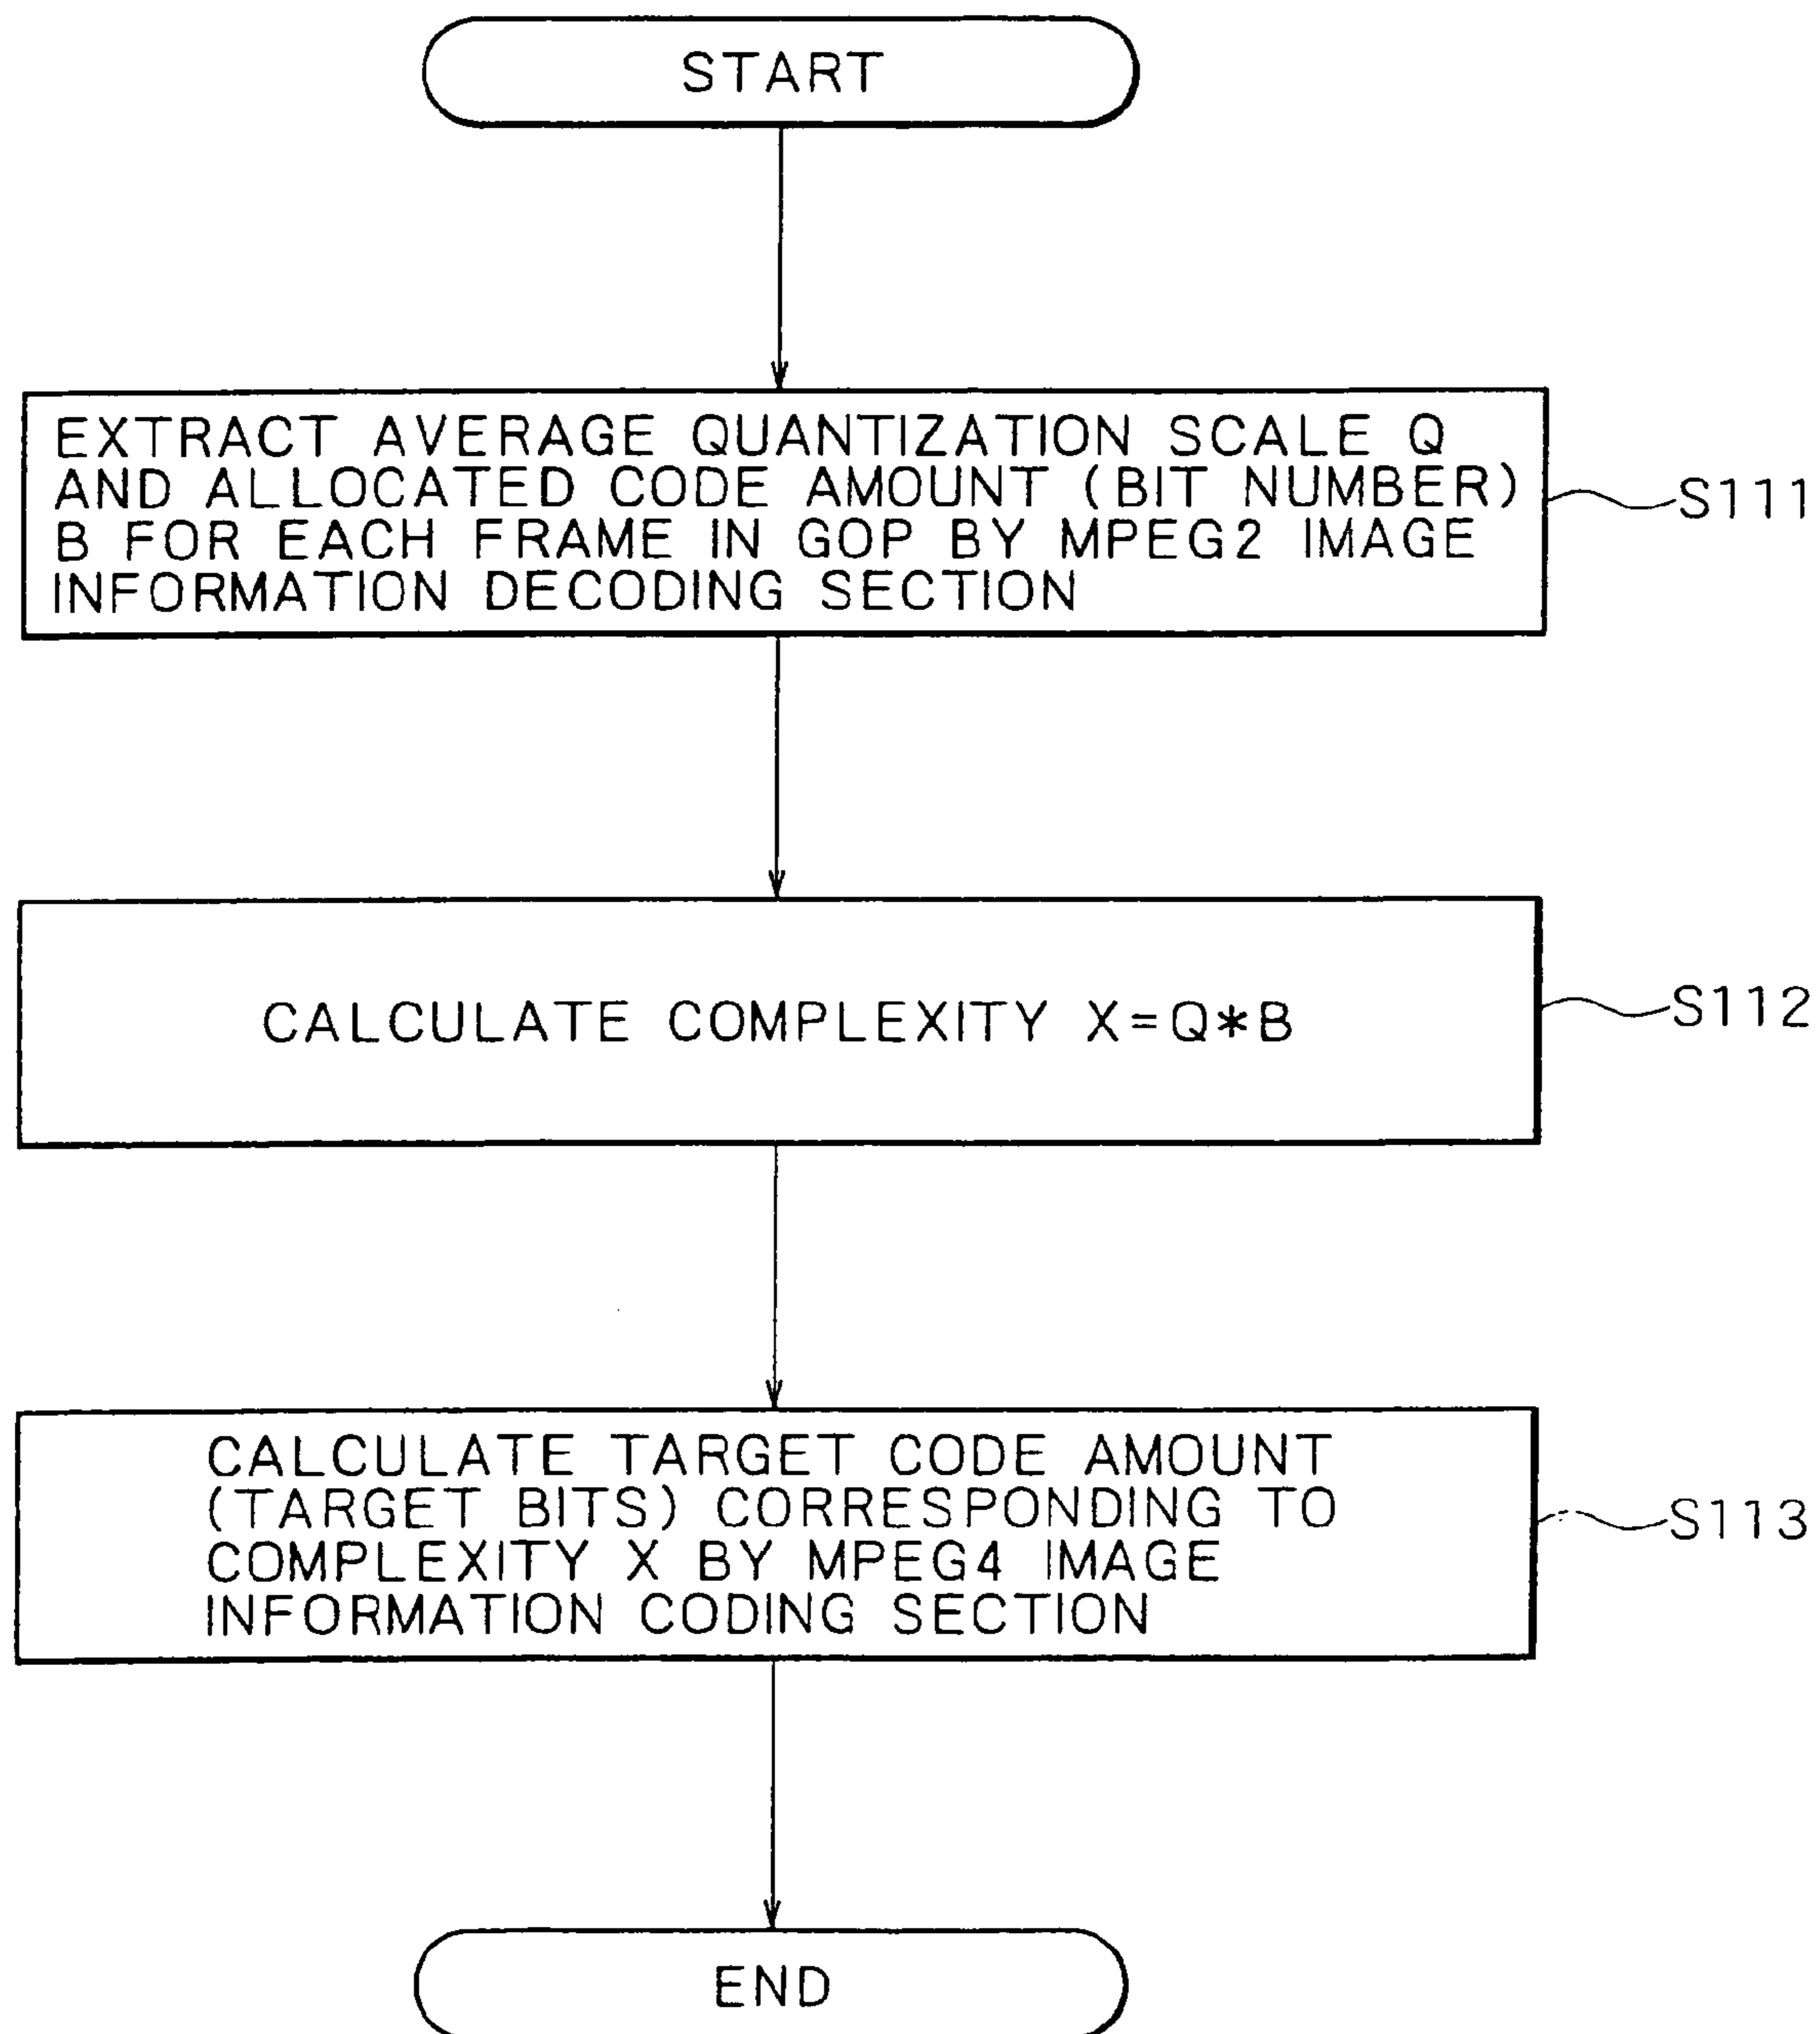 START
EXTRACT AVERAGE QUANTIZATION SCALE Q
AND ALLOCATED CODE AMOUNT (BIT NUMBER)
B FOR EACH FRAME IN GOP BY MPEG2 IMAGE
INFORMATION DECODING SECTION
S111
CALCULATE COMPLEXITY X=Q*B
S112
CALCULATE TARGET CODE AMOUNT
(TARGET BITS) CORRESPONDING TO
COMPLEXITY X BY MPEG4 IMAGE
INFORMATION CODING SECTION
S113
END